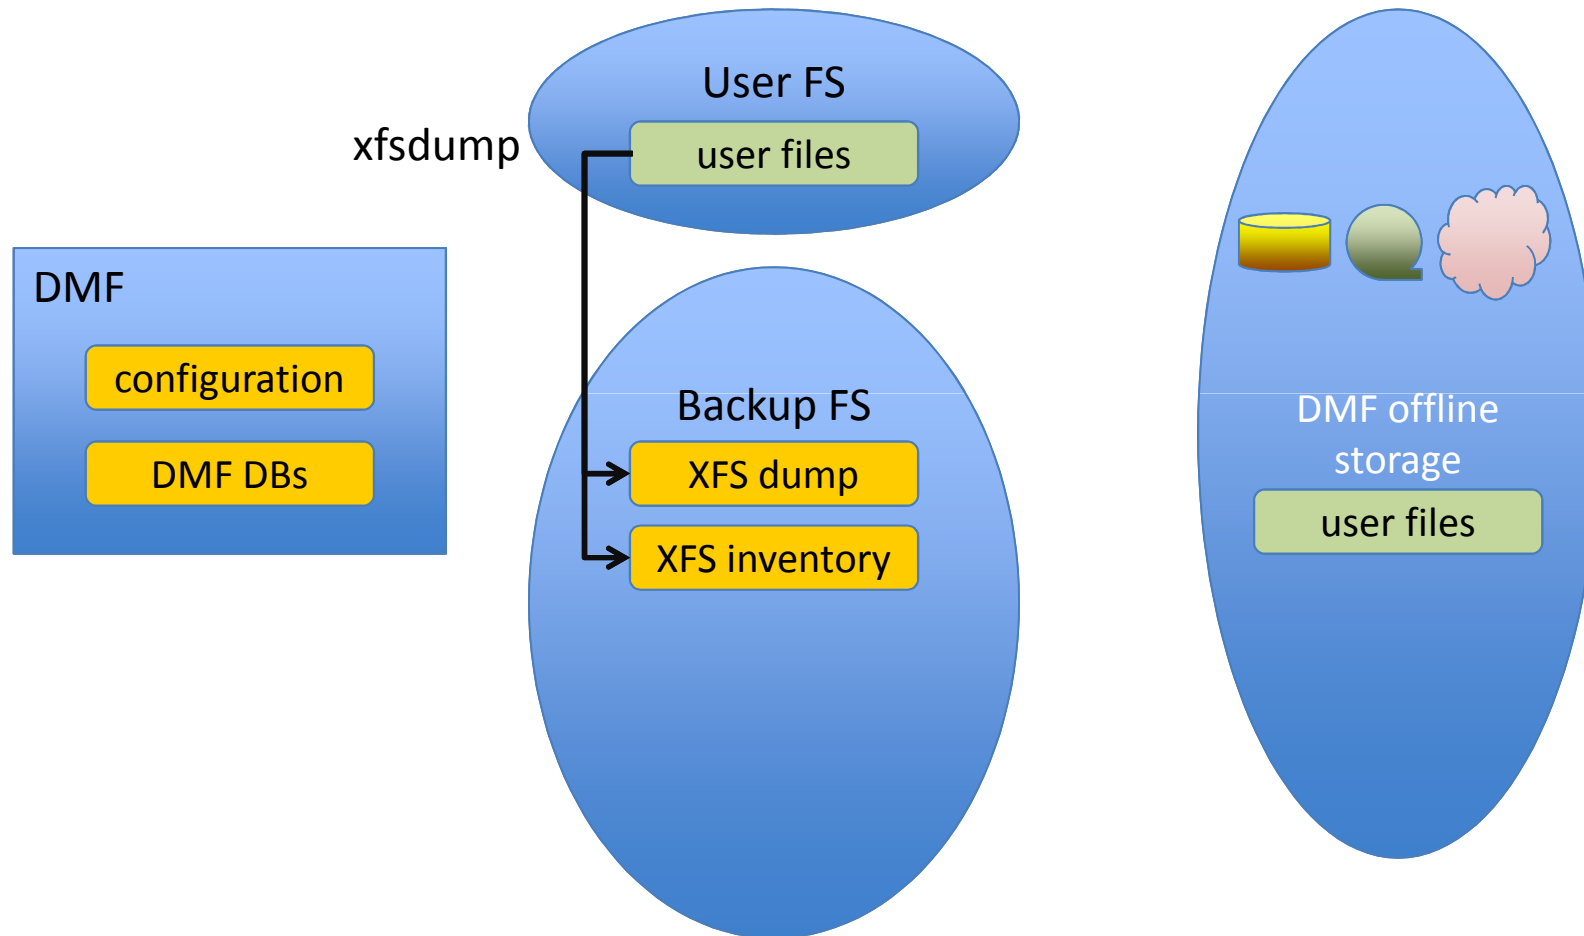 User FS
xfsdump
user files
DMF
configuration
DMF DBs
Backup FS
XFS dump
XFS inventory
DMF offline
storage
user files